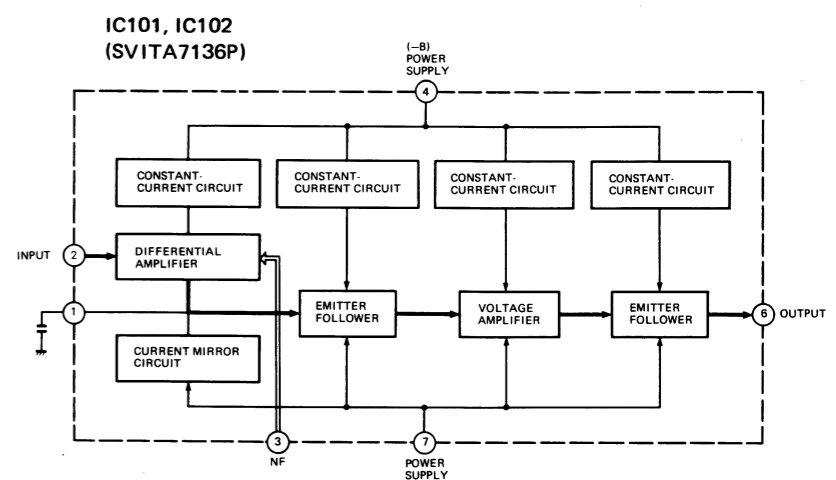 IC101, IC102
(SVITA7136P)
(–B)
POWER
SUPPLY
4
CONSTANT-
CURRENT CIRCUIT
CONSTANT-
CURRENT CIRCUIT
CONSTANT-
CURRENT CIRCUIT
CONSTANT-
CURRENT CIRCUIT
INPUT
2
DIFFERENTIAL
AMPLIFIER
1
EMITTER
FOLLOWER
VOLTAGE
AMPLIFIER
EMITTER
FOLLOWER
6
OUTPUT
CURRENT MIRROR
CIRCUIT
3
NF
7
POWER
SUPPLY